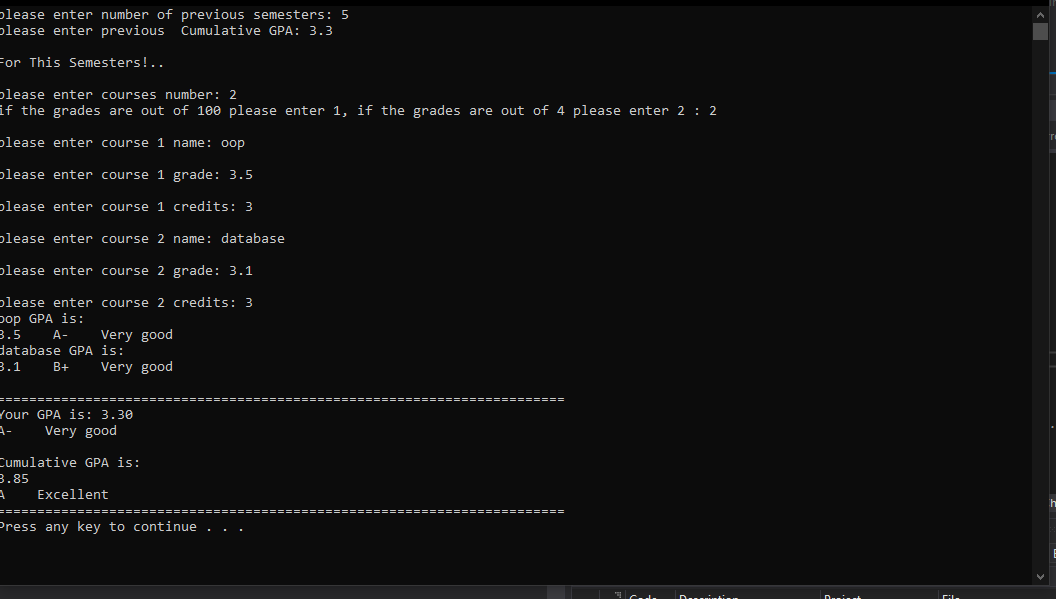 please enter number of previous semesters: 5
please enter previous  Cumulative GPA: 3.3
For This Semesters!..
please enter courses number: 2
if the grades are out of 100 please enter 1, if the grades are out of 4 please enter 2 : 2
please enter course 1 name: oop
please enter course 1 grade: 3.5
please enter course 1 credits: 3
please enter course 2 name: database
please enter course 2 grade: 3.1
please enter course 2 credits: 3
oop GPA is:
3.5    A-    Very good
database GPA is:
3.1    B+    Very good
=======================================================================
Your GPA is: 3.30
A-    Very good
Cumulative GPA is:
3.85
A    Excellent
=======================================================================
Press any key to continue . . .
Code Description Project File